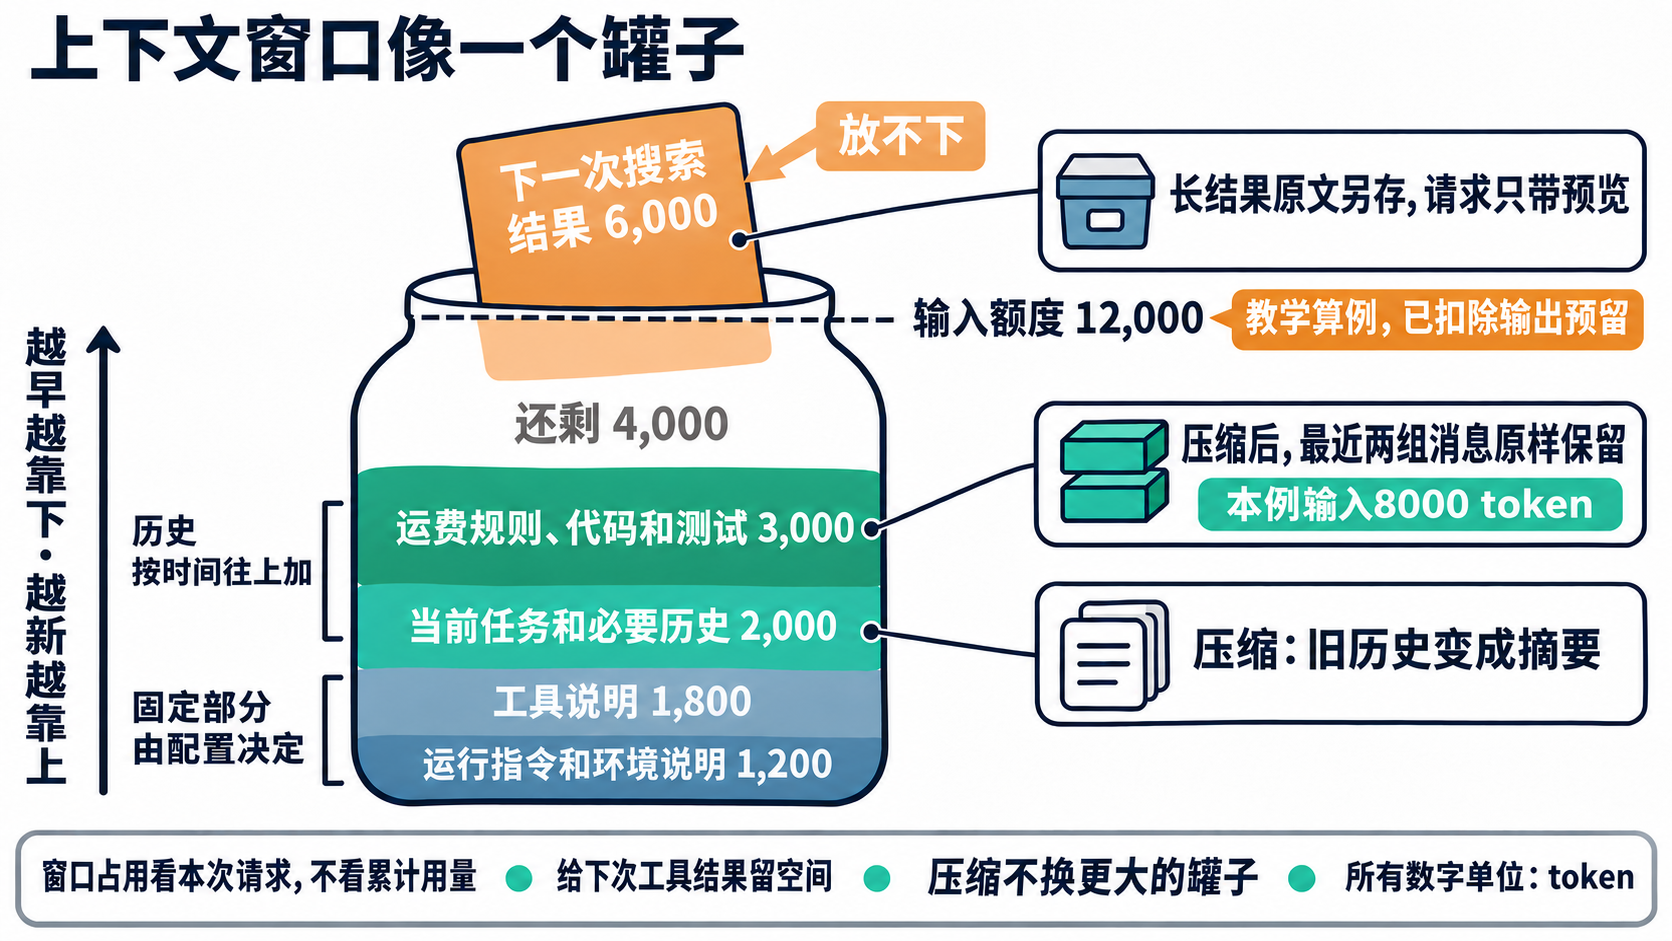 上下文窗口像一个罐子
放不下
下一次搜索
结果 6,000
长结果原文另存，请求只带预览
输入额度 12,000
教学算例，已扣除输出预留
越早越靠下·越新越靠上
还剩 4,000
压缩后，最近两组消息原样保留
本例输入8000 token
历史
按时间往上加
运费规则、代码和测试 3,000
当前任务和必要历史 2,000
压缩：旧历史变成摘要
固定部分
由配置决定
工具说明 1,800
运行指令和环境说明 1,200
窗口占用看本次请求，不看累计用量
给下次工具结果留空间
压缩不换更大的罐子
所有数字单位：token